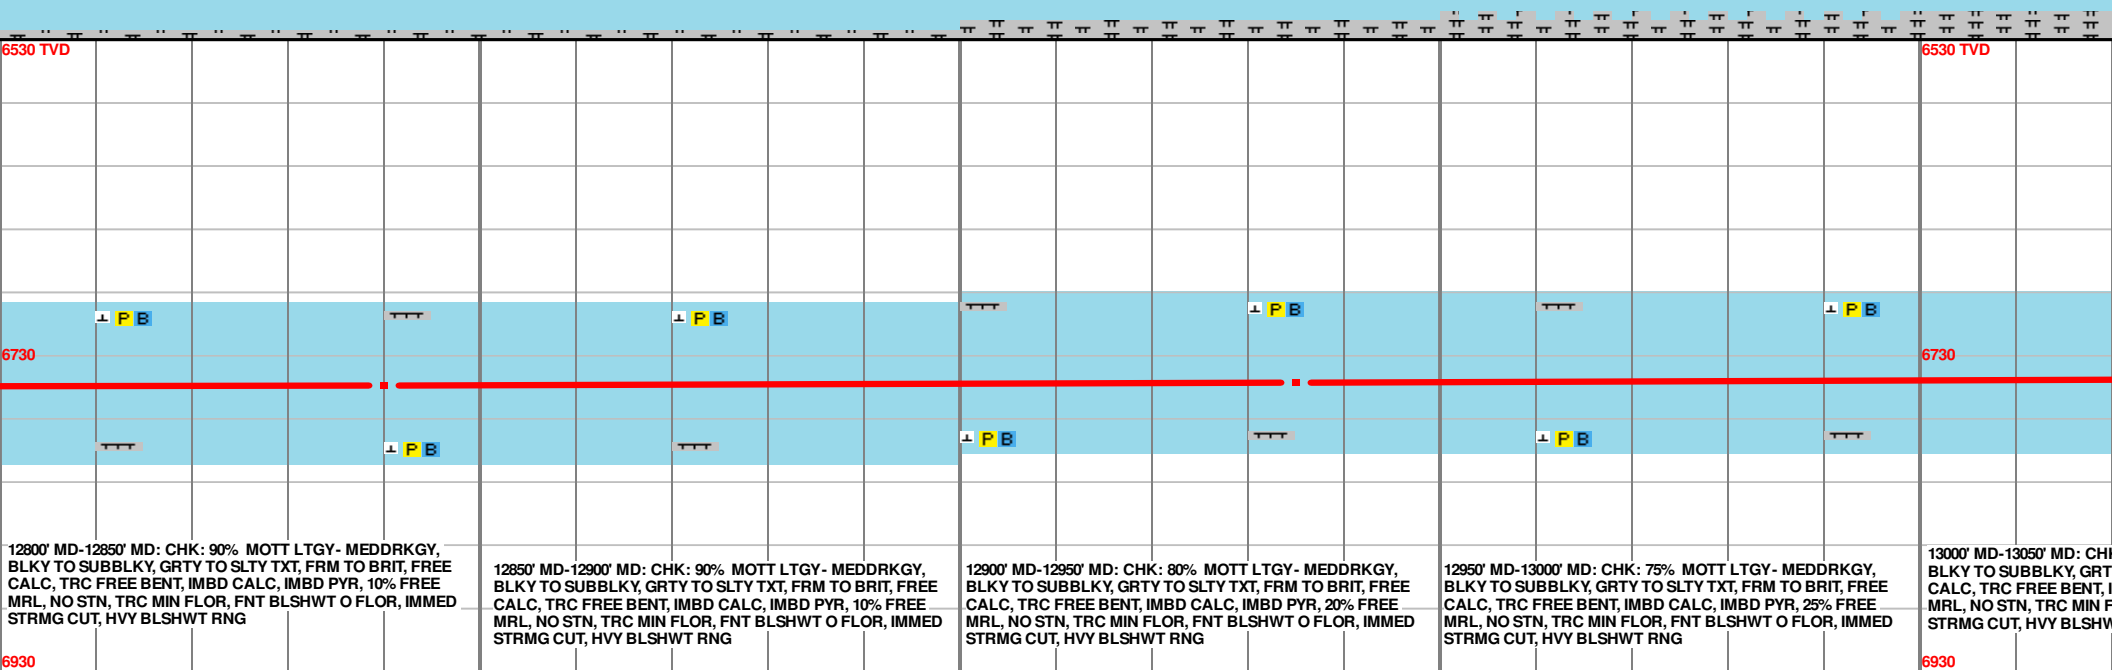 6530 TVD
6530 TVD
P B
P B
P B
P B
6730
6730
P B
P B
P B
12800' MD-12850' MD: CHK: 90% MOTT LTGY- MEDDRKGY,
BLKY TO SUBBLKY, GRTY TO SLTY TXT, FRM TO BRIT, FREE
CALC, TRC FREE BENT, IMBD CALC, IMBD PYR, 10% FREE
MRL, NO STN, TRC MIN FLOR, FNT BLSHWT O FLOR, IMMED
STRMG CUT, HVY BLSHWT RNG
12850' MD-12900' MD: CHK: 90% MOTT LTGY- MEDDRKGY,
BLKY TO SUBBLKY, GRTY TO SLTY TXT, FRM TO BRIT, FREE
CALC, TRC FREE BENT, IMBD CALC, IMBD PYR, 10% FREE
MRL, NO STN, TRC MIN FLOR, FNT BLSHWT O FLOR, IMMED
STRMG CUT, HVY BLSHWT RNG
12900' MD-12950' MD: CHK: 80% MOTT LTGY- MEDDRKGY,
BLKY TO SUBBLKY, GRTY TO SLTY TXT, FRM TO BRIT, FREE
CALC, TRC FREE BENT, IMBD CALC, IMBD PYR, 20% FREE
MRL, NO STN, TRC MIN FLOR, FNT BLSHWT O FLOR, IMMED
STRMG CUT, HVY BLSHWT RNG
12950' MD-13000' MD: CHK: 75% MOTT LTGY- MEDDRKGY,
BLKY TO SUBBLKY, GRTY TO SLTY TXT, FRM TO BRIT, FREE
CALC, TRC FREE BENT, IMBD CALC, IMBD PYR, 25% FREE
MRL, NO STN, TRC MIN FLOR, FNT BLSHWT O FLOR, IMMED
STRMG CUT, HVY BLSHWT RNG
13000' MD-13050' MD:
BLKY TO SUBBLKY,
CALC, TRC FREE BENT,
MRL, NO STN, TRC MIN
STRMG CUT, HVY
6930
6930